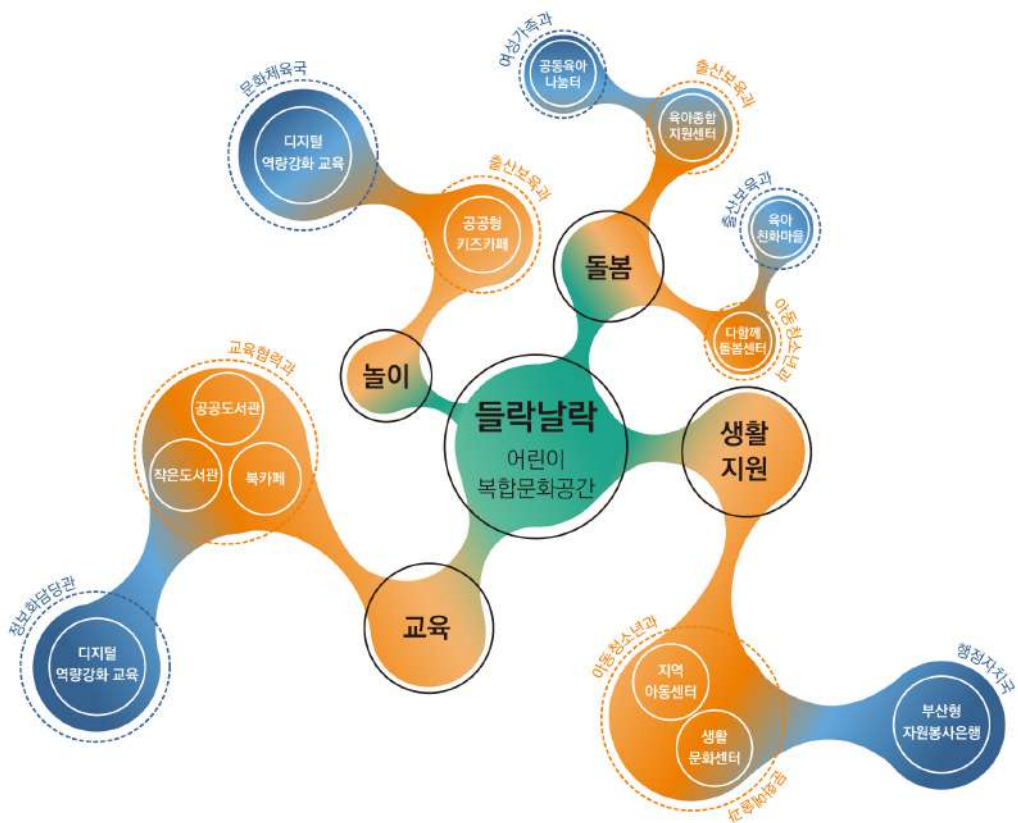 여성가족과
공동육아
나눔터
출산보육과
육아종합
지원센터
문화체육국
디지털
역량강화 교육
출산보육과
공공형
키즈카페
출산보육과
육아
친화마을
돌봄
다함께
돌봄센터
아동청소년과
놀이
교육협력과
공공도서관
작은도서관
북카페
들락날락
어린이
복합문화공간
생활
지원
교육
정보화담당관
디지털
역량강화 교육
아동청소년과
지역
아동센터
생활
문화센터
문화예술과
행정자치국
부산형
자원봉사은행